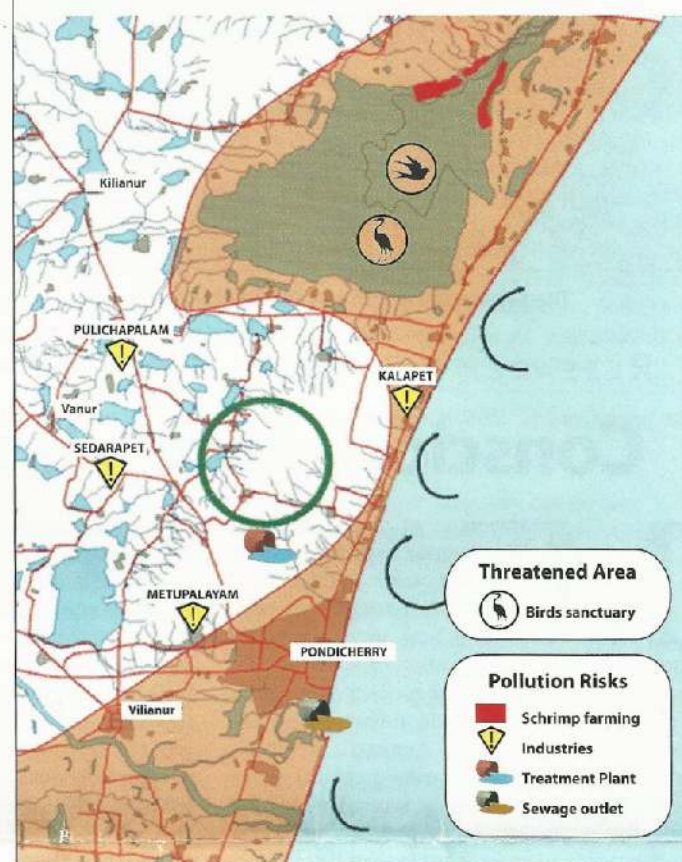 Kilianur
PULICHAPALAM
KALAPET
Vanur
SEDARAPET
METUPALAYAM
PONDICHERRY
Vilianur
Threatened Area
Birds sanctuary
Pollution Risks
Schrimp farming
Industries
Treatment Plant
Sewage outlet